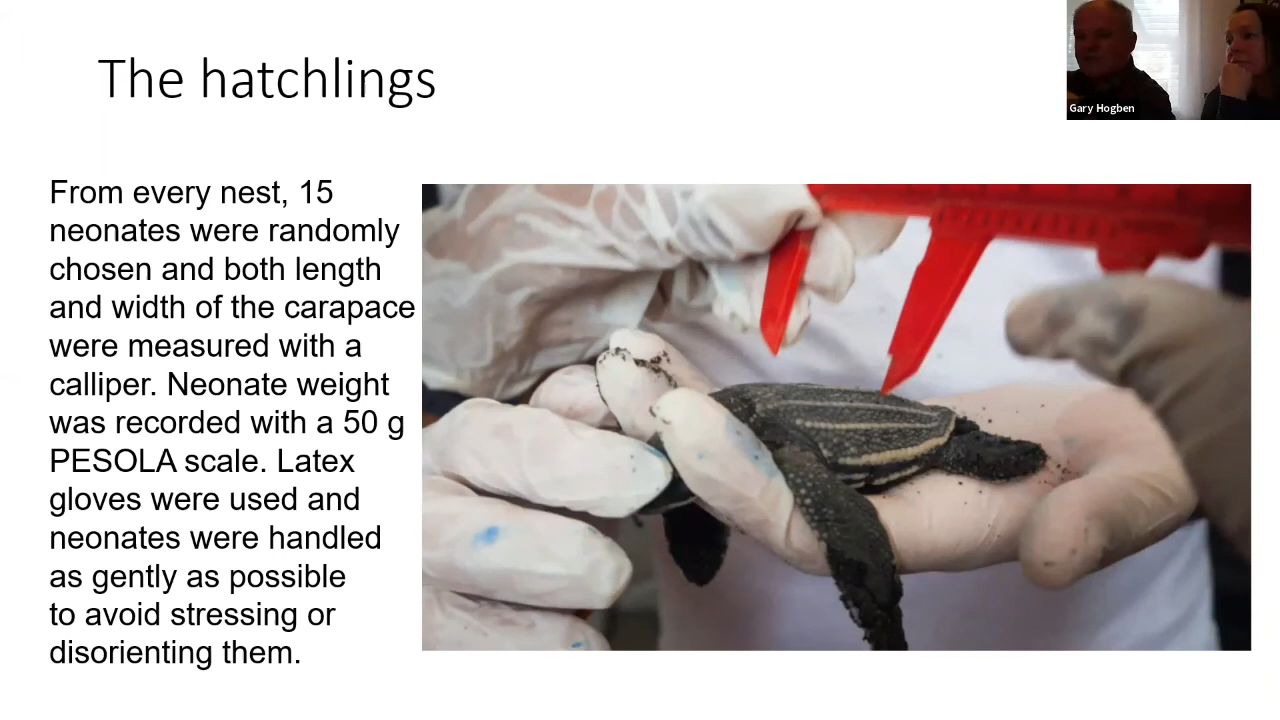 The hatchlings
Gary Hogben
From every nest, 15
neonates were randomly
chosen and both length
and width of the carapace
were measured with a
calliper. Neonate weight
was recorded with a 50 g
PESOLA scale. Latex
gloves were used and
neonates were handled
as gently as possible
to avoid stressing or
disorienting them.